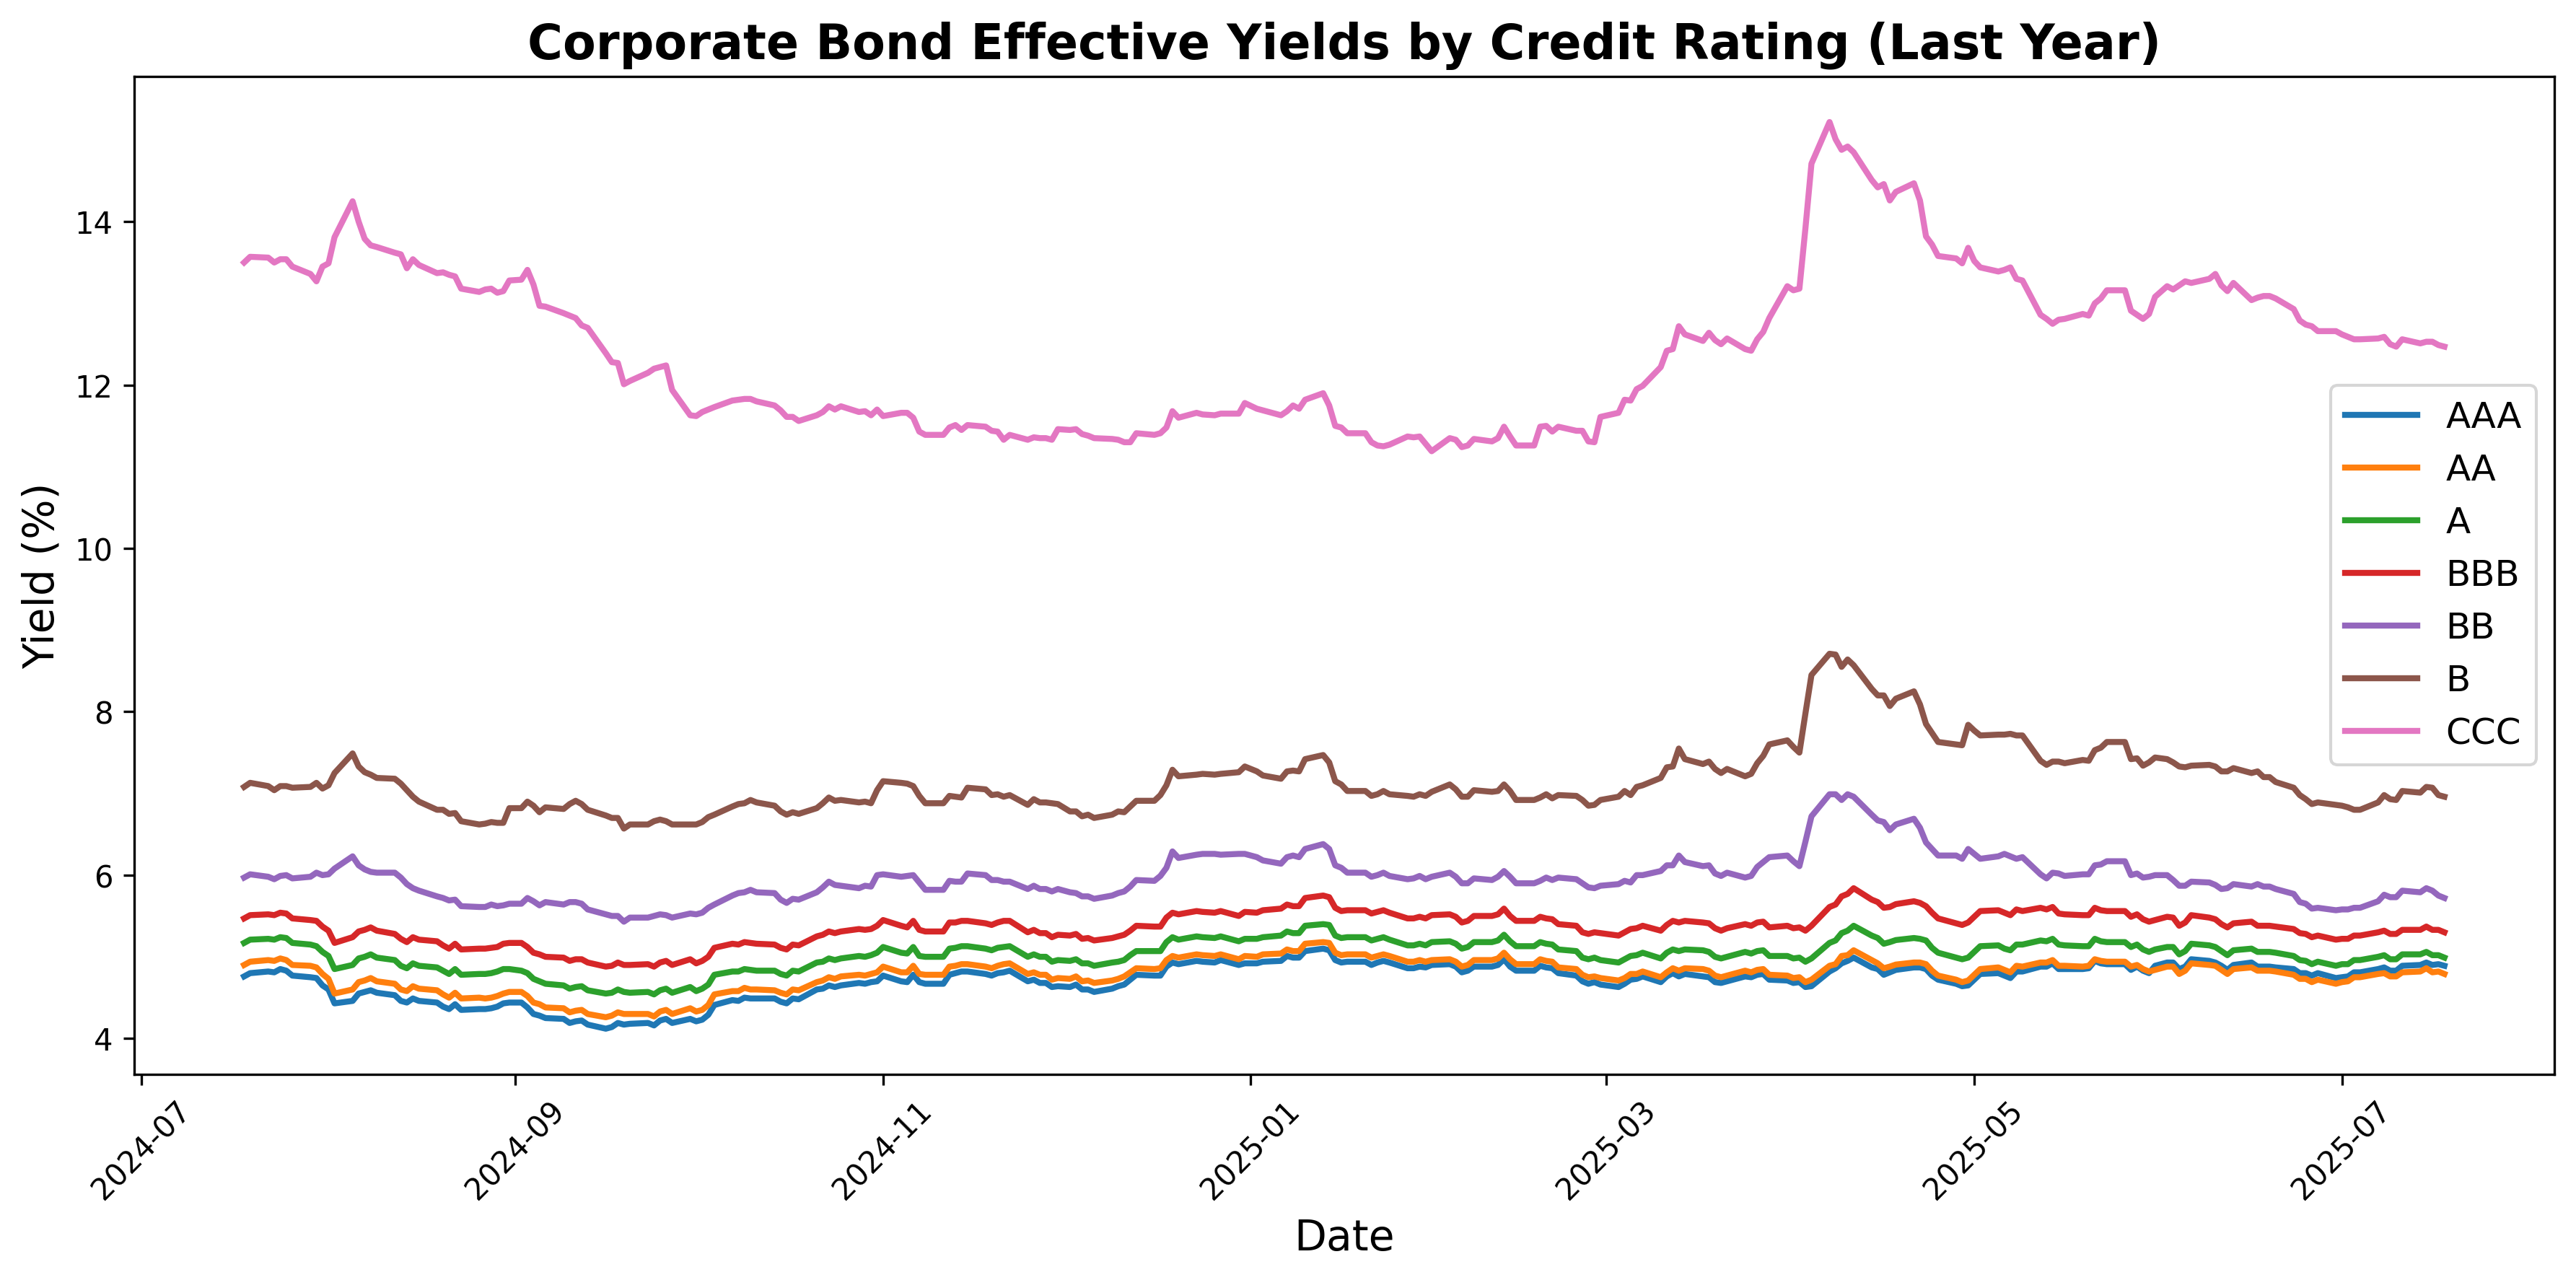 Corporate Bond Effective Yields by Credit Rating (Last Year)
Yield (%)
14
12
10
8
6
4
AAA
AA
A
BBB
BB
B
CCC
2024-07
2024-09
2024-11
2025-01
2025-03
2025-05
2025-07
Date